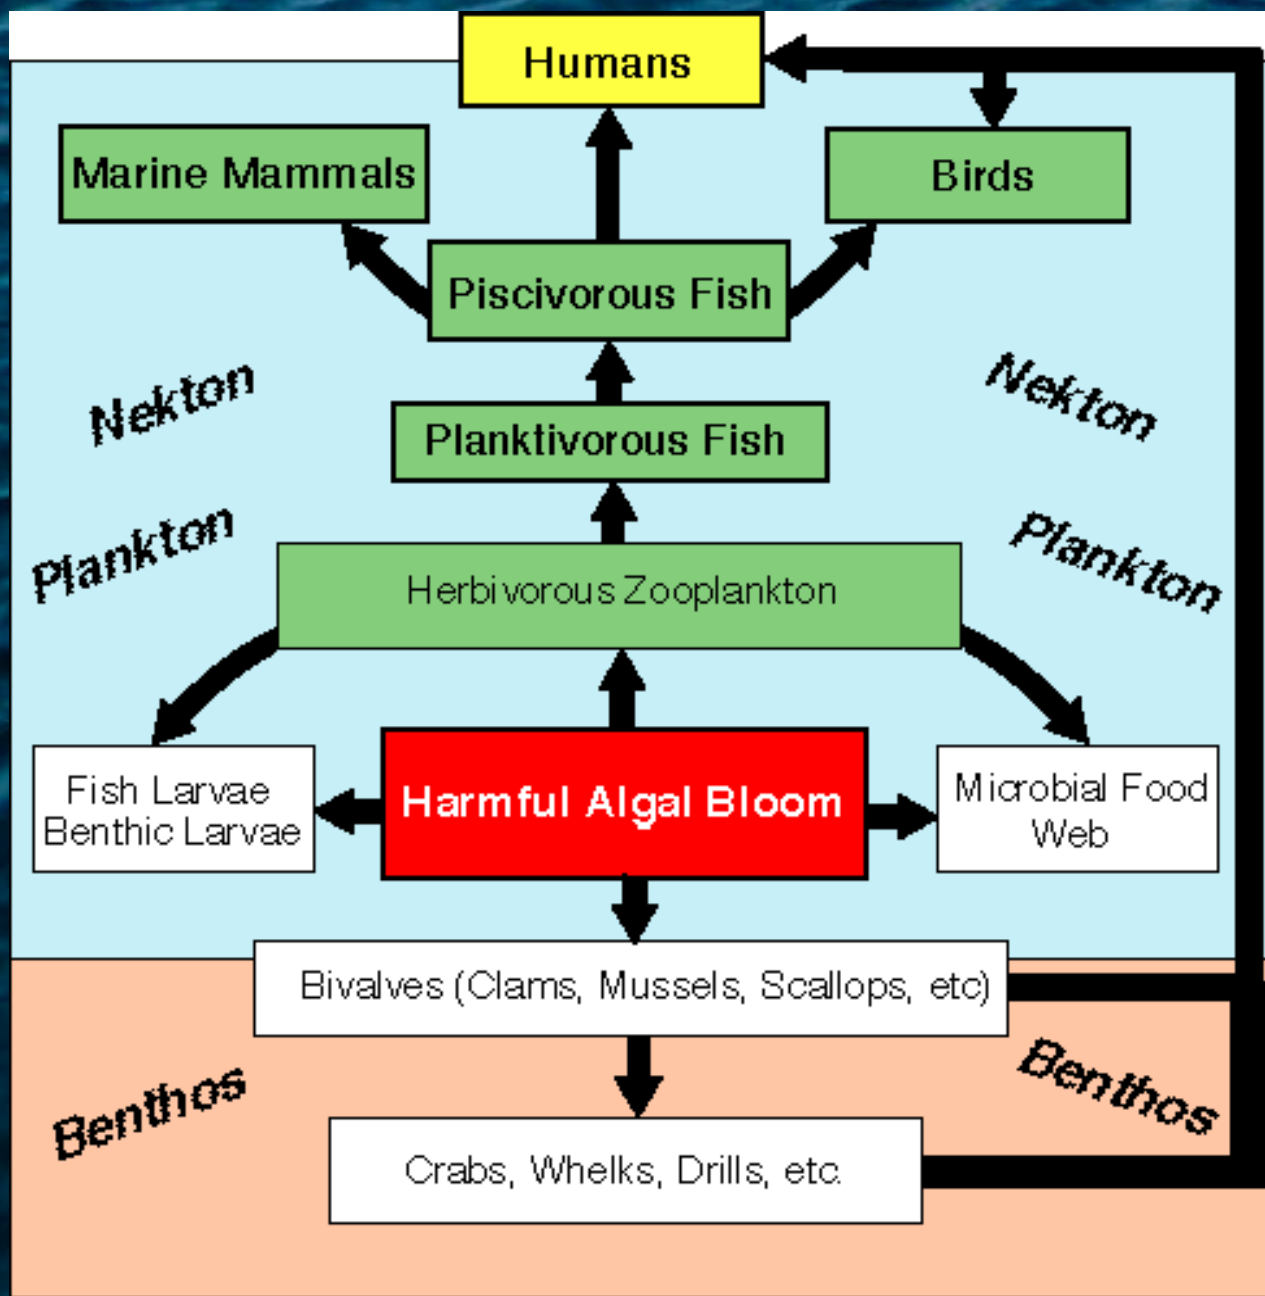 Humans
Marine Mammals
Birds
Piscivorous Fish
Nekton
Nekton
Planktivorous Fish
Plankton
Plankton
Herbivorous Zooplankton
Fish Larvae
Benthic Larvae
Harmful Algal Bloom
Microbial Food
Web
Bivalves (Clams, Mussels, Scallops, etc)
Benthos
Benthos
Crabs, Whelks, Drills, etc.